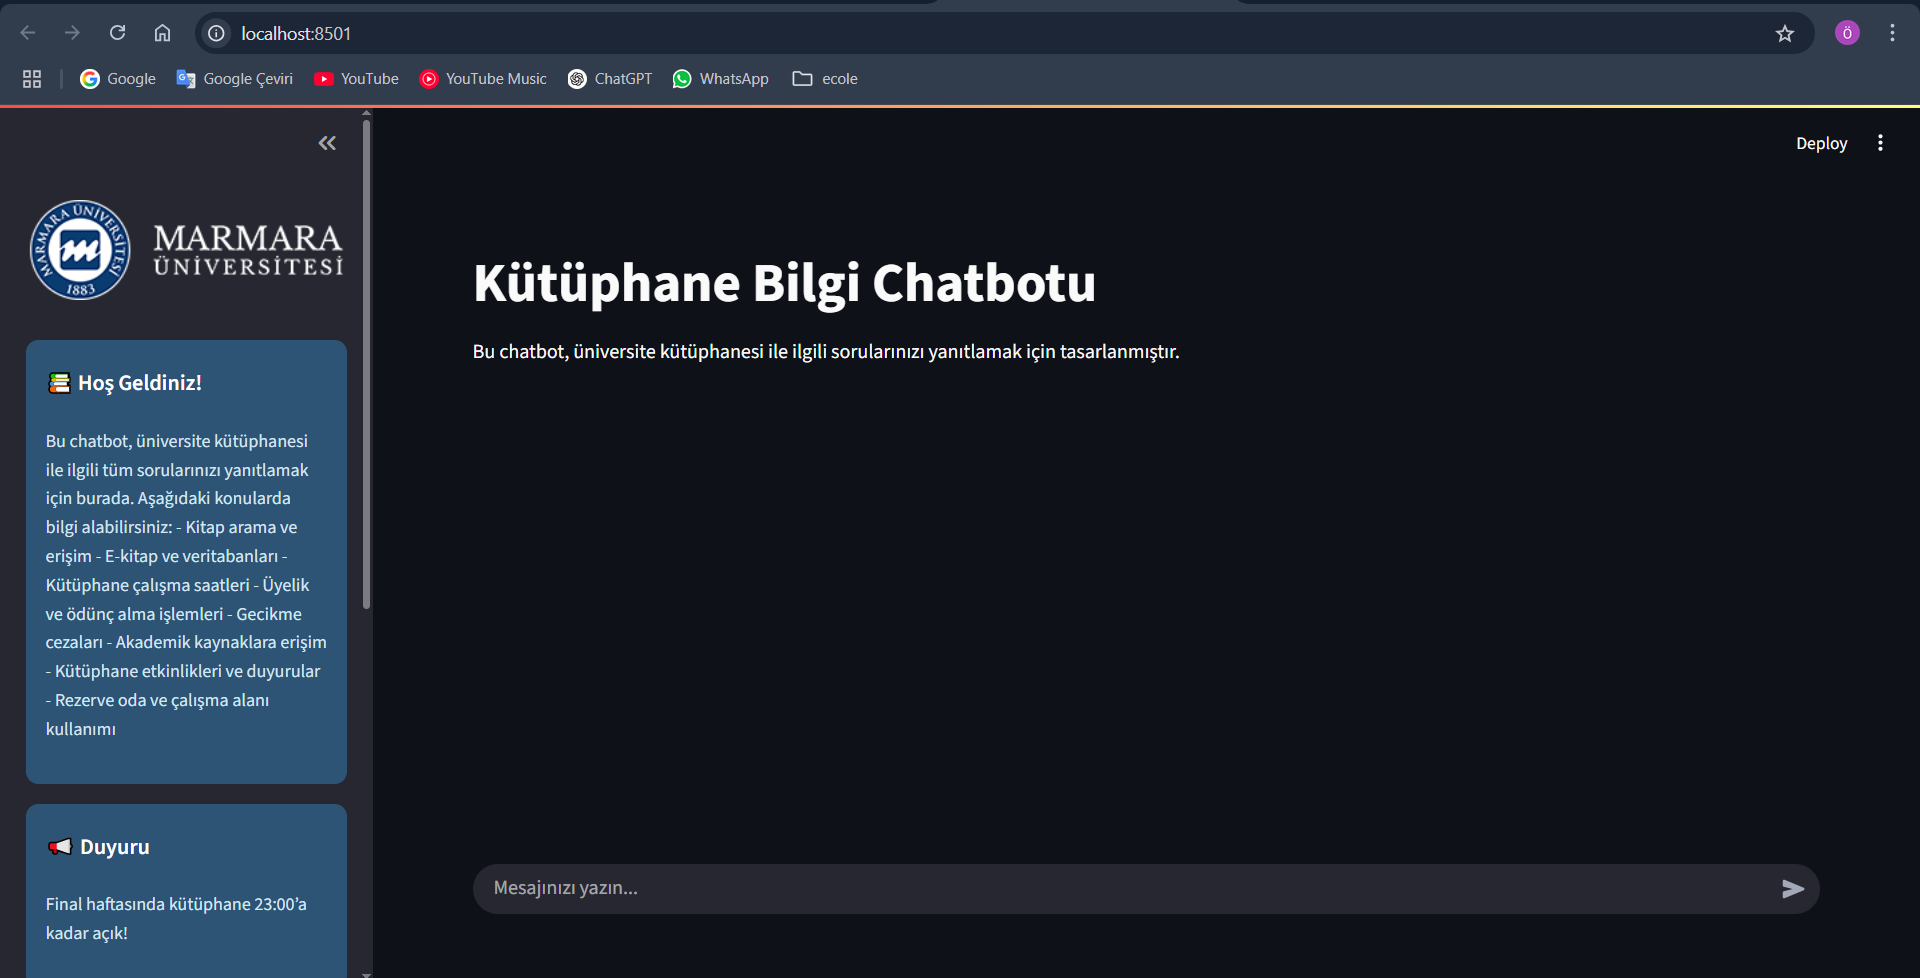 localhost:8501
Ö
Google
Google Çeviri
YouTube
YouTube Music
ChatGPT
WhatsApp
ecole
Deploy
MARMARA ÜNİVERSİTESİ
1883
MARMARA
ÜNİVERSİTESİ
Hoş Geldiniz!
Bu chatbot, üniversite kütüphanesi
ile ilgili tüm sorularınızı yanıtlamak
için burada. Aşağıdaki konularda
bilgi alabilirsiniz: - Kitap arama ve
erişim - E-kitap ve veritabanları -
Kütüphane çalışma saatleri - Üyelik
ve ödünç alma işlemleri - Gecikme
cezaları - Akademik kaynaklara erişim
- Kütüphane etkinlikleri ve duyurular
- Rezerve oda ve çalışma alanı
kullanımı
Duyuru
Final haftasında kütüphane 23:00’a
kadar açık!
Kütüphane Bilgi Chatbotu
Bu chatbot, üniversite kütüphanesi ile ilgili sorularınızı yanıtlamak için tasarlanmıştır.
Mesajınızı yazın...